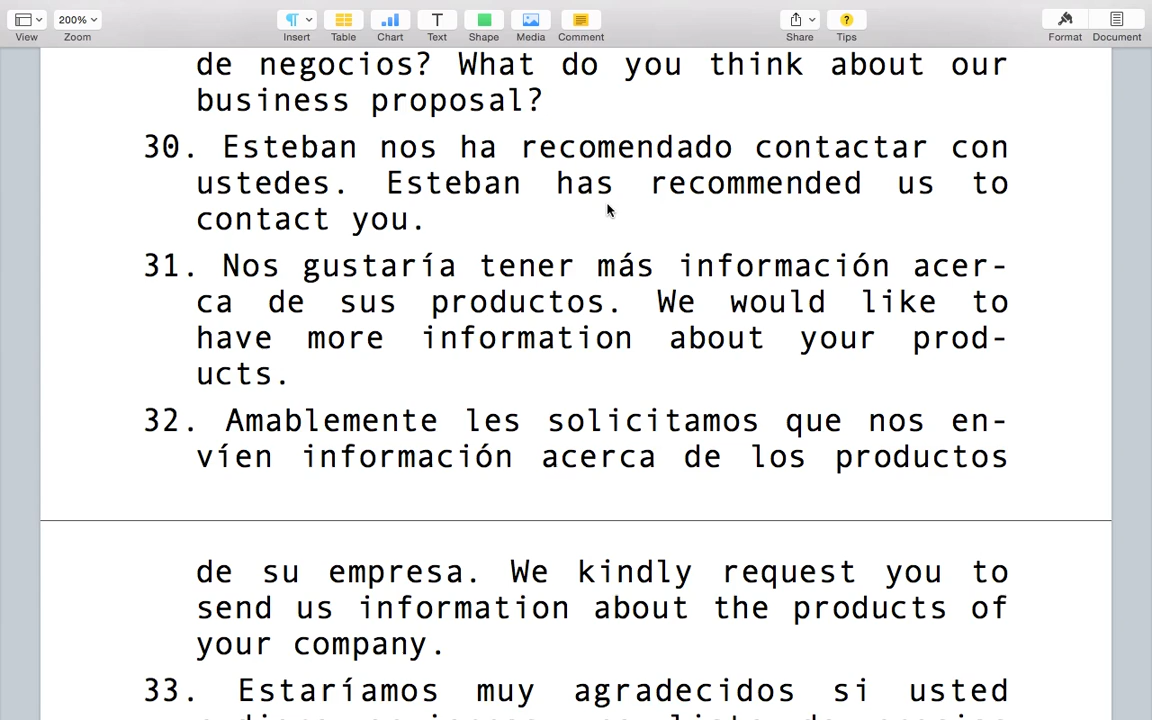 200%
View
Zoom
Insert
Table
Chart
Text
Shape
Media
Comment
Share
Tips
Format
Document
de negocios? What do you think about our
business proposal?
30. Esteban nos ha recomendado contactar con
ustedes. Esteban has recommended us to
contact you.
31. Nos gustaría tener más información acer-
ca de sus productos. We would like to
have more information about your prod-
ucts.
32. Amablemente les solicitamos que nos en-
víen información acerca de los productos
de su empresa. We kindly request you to
send us information about the products of
your company.
33. Estaríamos muy agradecidos si usted